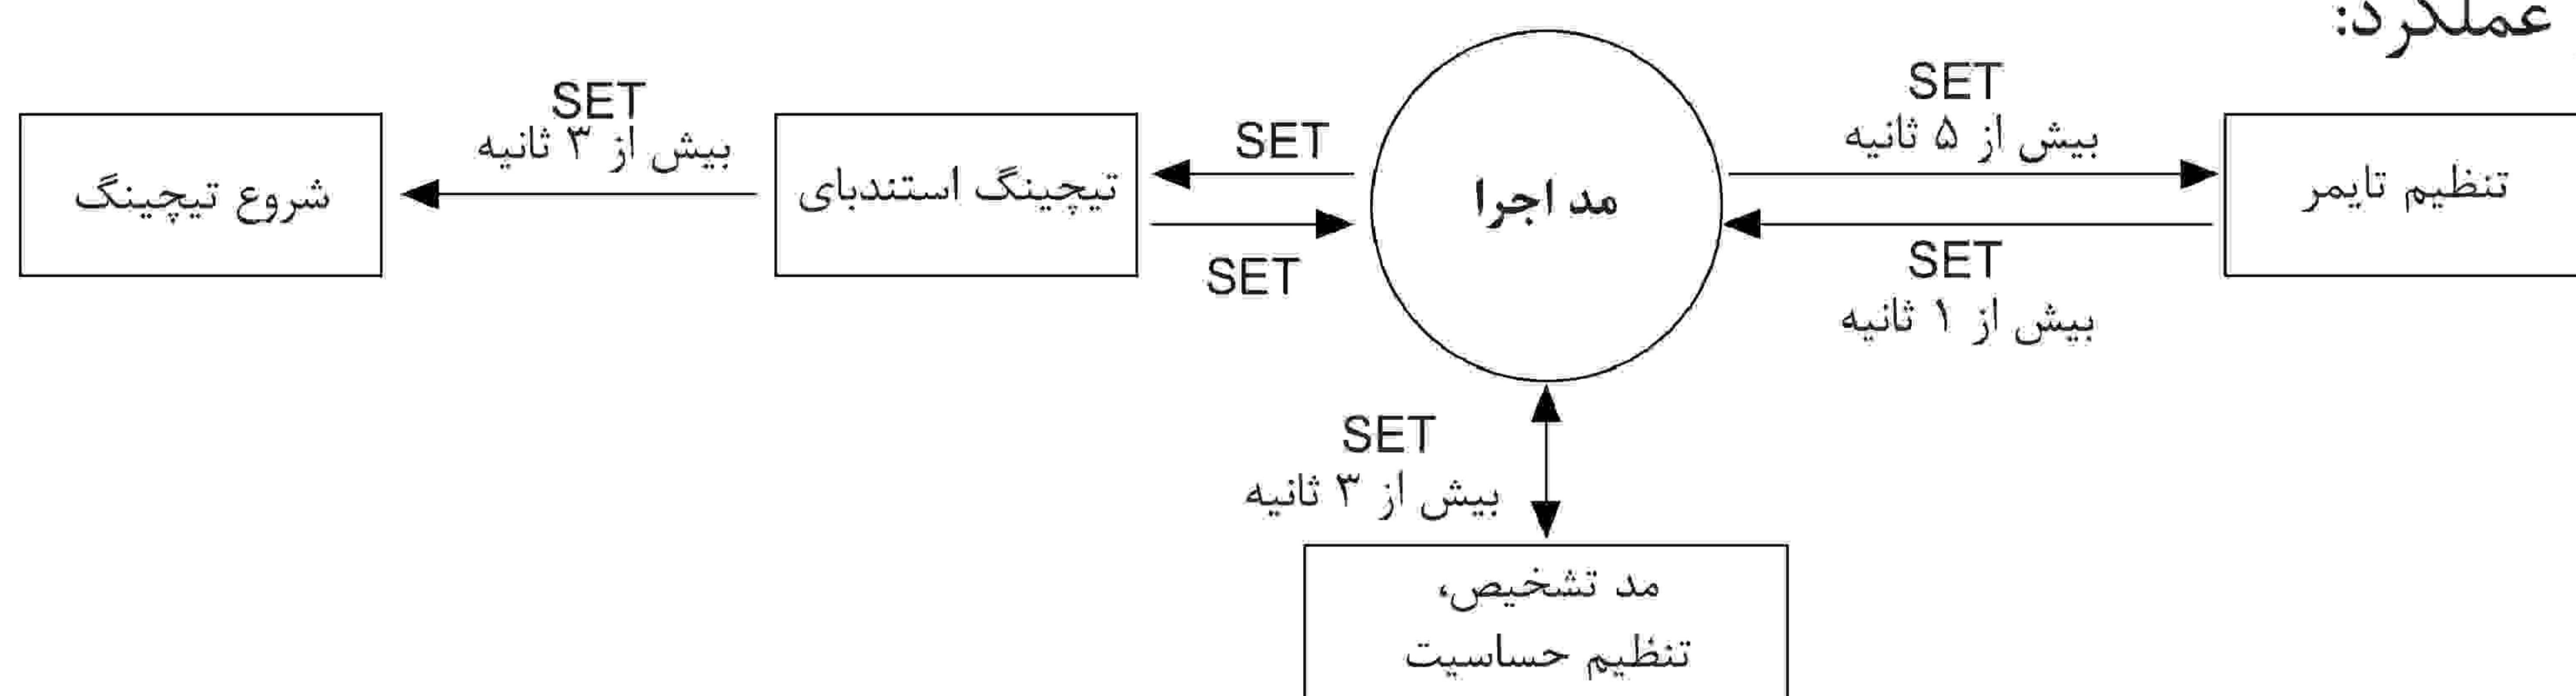 عملکرد:
SET
بیش از ۵ ثانیه
تنظیم تایمر
SET
بیش از ۱ ثانیه
مد اجرا
SET
SET
تیچینگ استندبای
SET
بیش از ۳ ثانیه
شروع تیچینگ
SET
بیش از ۳ ثانیه
مد تشخیص،
تنظیم حساسیت